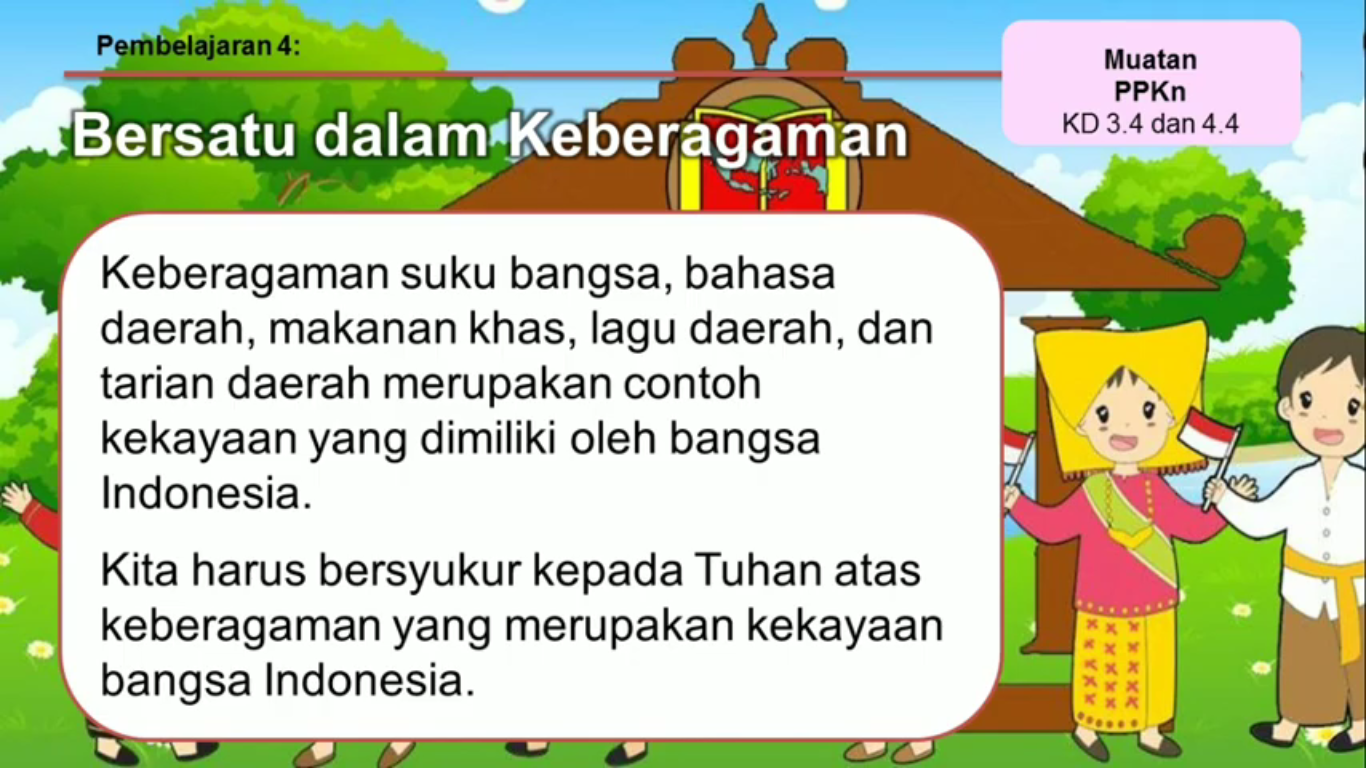 Pembelajaran 4:
Muatan
PPKn
KD 3.4 dan 4.4
Bersatu dalam Keberagaman
Keberagaman suku bangsa, bahasa
daerah, makanan khas, lagu daerah, dan
tarian daerah merupakan contoh
kekayaan yang dimiliki oleh bangsa
Indonesia.
Kita harus bersyukur kepada Tuhan atas
keberagaman yang merupakan kekayaan
bangsa Indonesia.